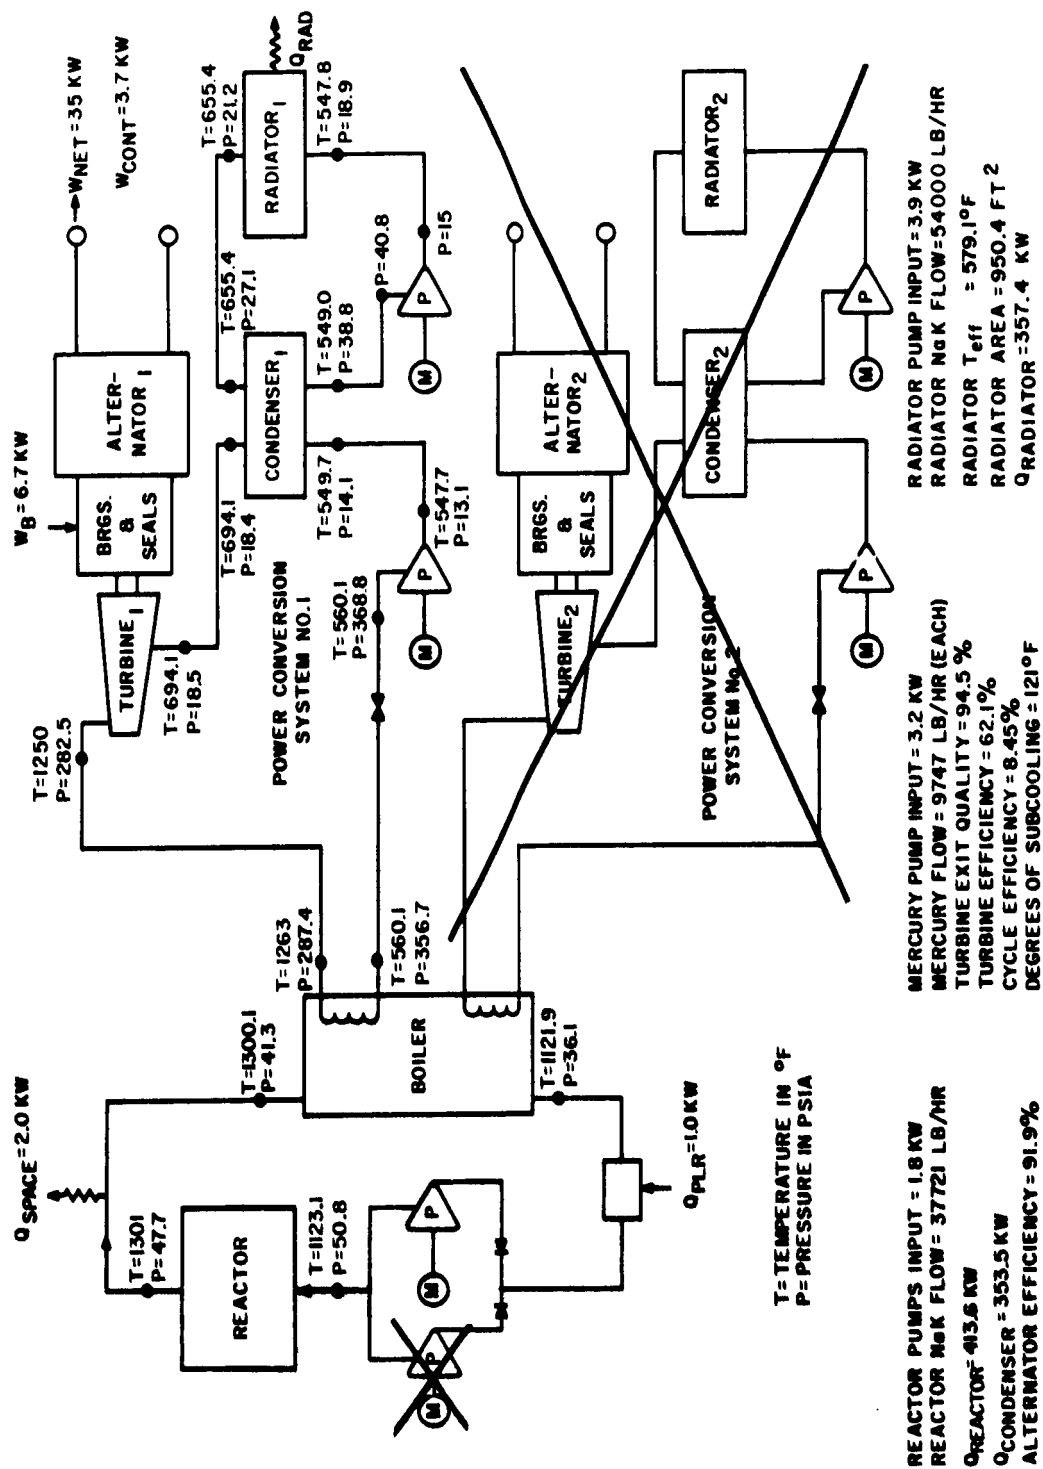 Q SPACE = 2.0 KW
T=1301
P=47.7
T=1300.1
P=41.3
REACTOR
T=1123.1
P=50.8
P
M
P
M
Q PLR = 1.0 KW
T=1121.9
P=36.1
BOILER
T=1263
P=287.4
T=560.1
P=356.7
T=1250
P=282.5
TURBINE 1
T=694.1
P=18.5
WB = 6.7 KW
BRGS.
&
SEALS
ALTER-
NATOR 1
WNET = 35 KW
WCONT = 3.7 KW
T=694.1
P=18.4
T=655.4
P=27.1
T=655.4
P=21.2
CONDENSER 1
RADIATOR 1
QRAD
T=549.7
P=14.1
T=549.0
P=38.8
T=547.8
P=18.9
P=40.8
P=15
P
M
POWER CONVERSION
SYSTEM NO. 1
T=560.1
P=368.8
T=547.7
P=13.1
P
M
TURBINE 2
BRGS.
&
SEALS
ALTER-
NATOR 2
CONDENSER 2
RADIATOR 2
POWER CONVERSION
SYSTEM No. 2
P
M
P
M
T= TEMPERATURE IN °F
P= PRESSURE IN PSIA
REACTOR PUMPS INPUT = 1.8 KW
REACTOR NaK FLOW = 37721 LB/HR
QREACTOR = 413.6 KW
QCONDENSER = 353.5 KW
ALTERNATOR EFFICIENCY = 91.9%
MERCURY PUMP INPUT = 3.2 KW
MERCURY FLOW = 9747 LB/HR (EACH)
TURBINE EXIT QUALITY = 94.5 %
TURBINE EFFICIENCY = 62.1%
CYCLE EFFICIENCY = 8.45%
DEGREES OF SUBCOOLING = 121°F
RADIATOR PUMP INPUT = 3.9 KW
RADIATOR NaK FLOW = 54000 LB/HR
RADIATOR Teff = 579.1°F
RADIATOR AREA = 950.4 FT²
QRADIATOR = 357.4 KW